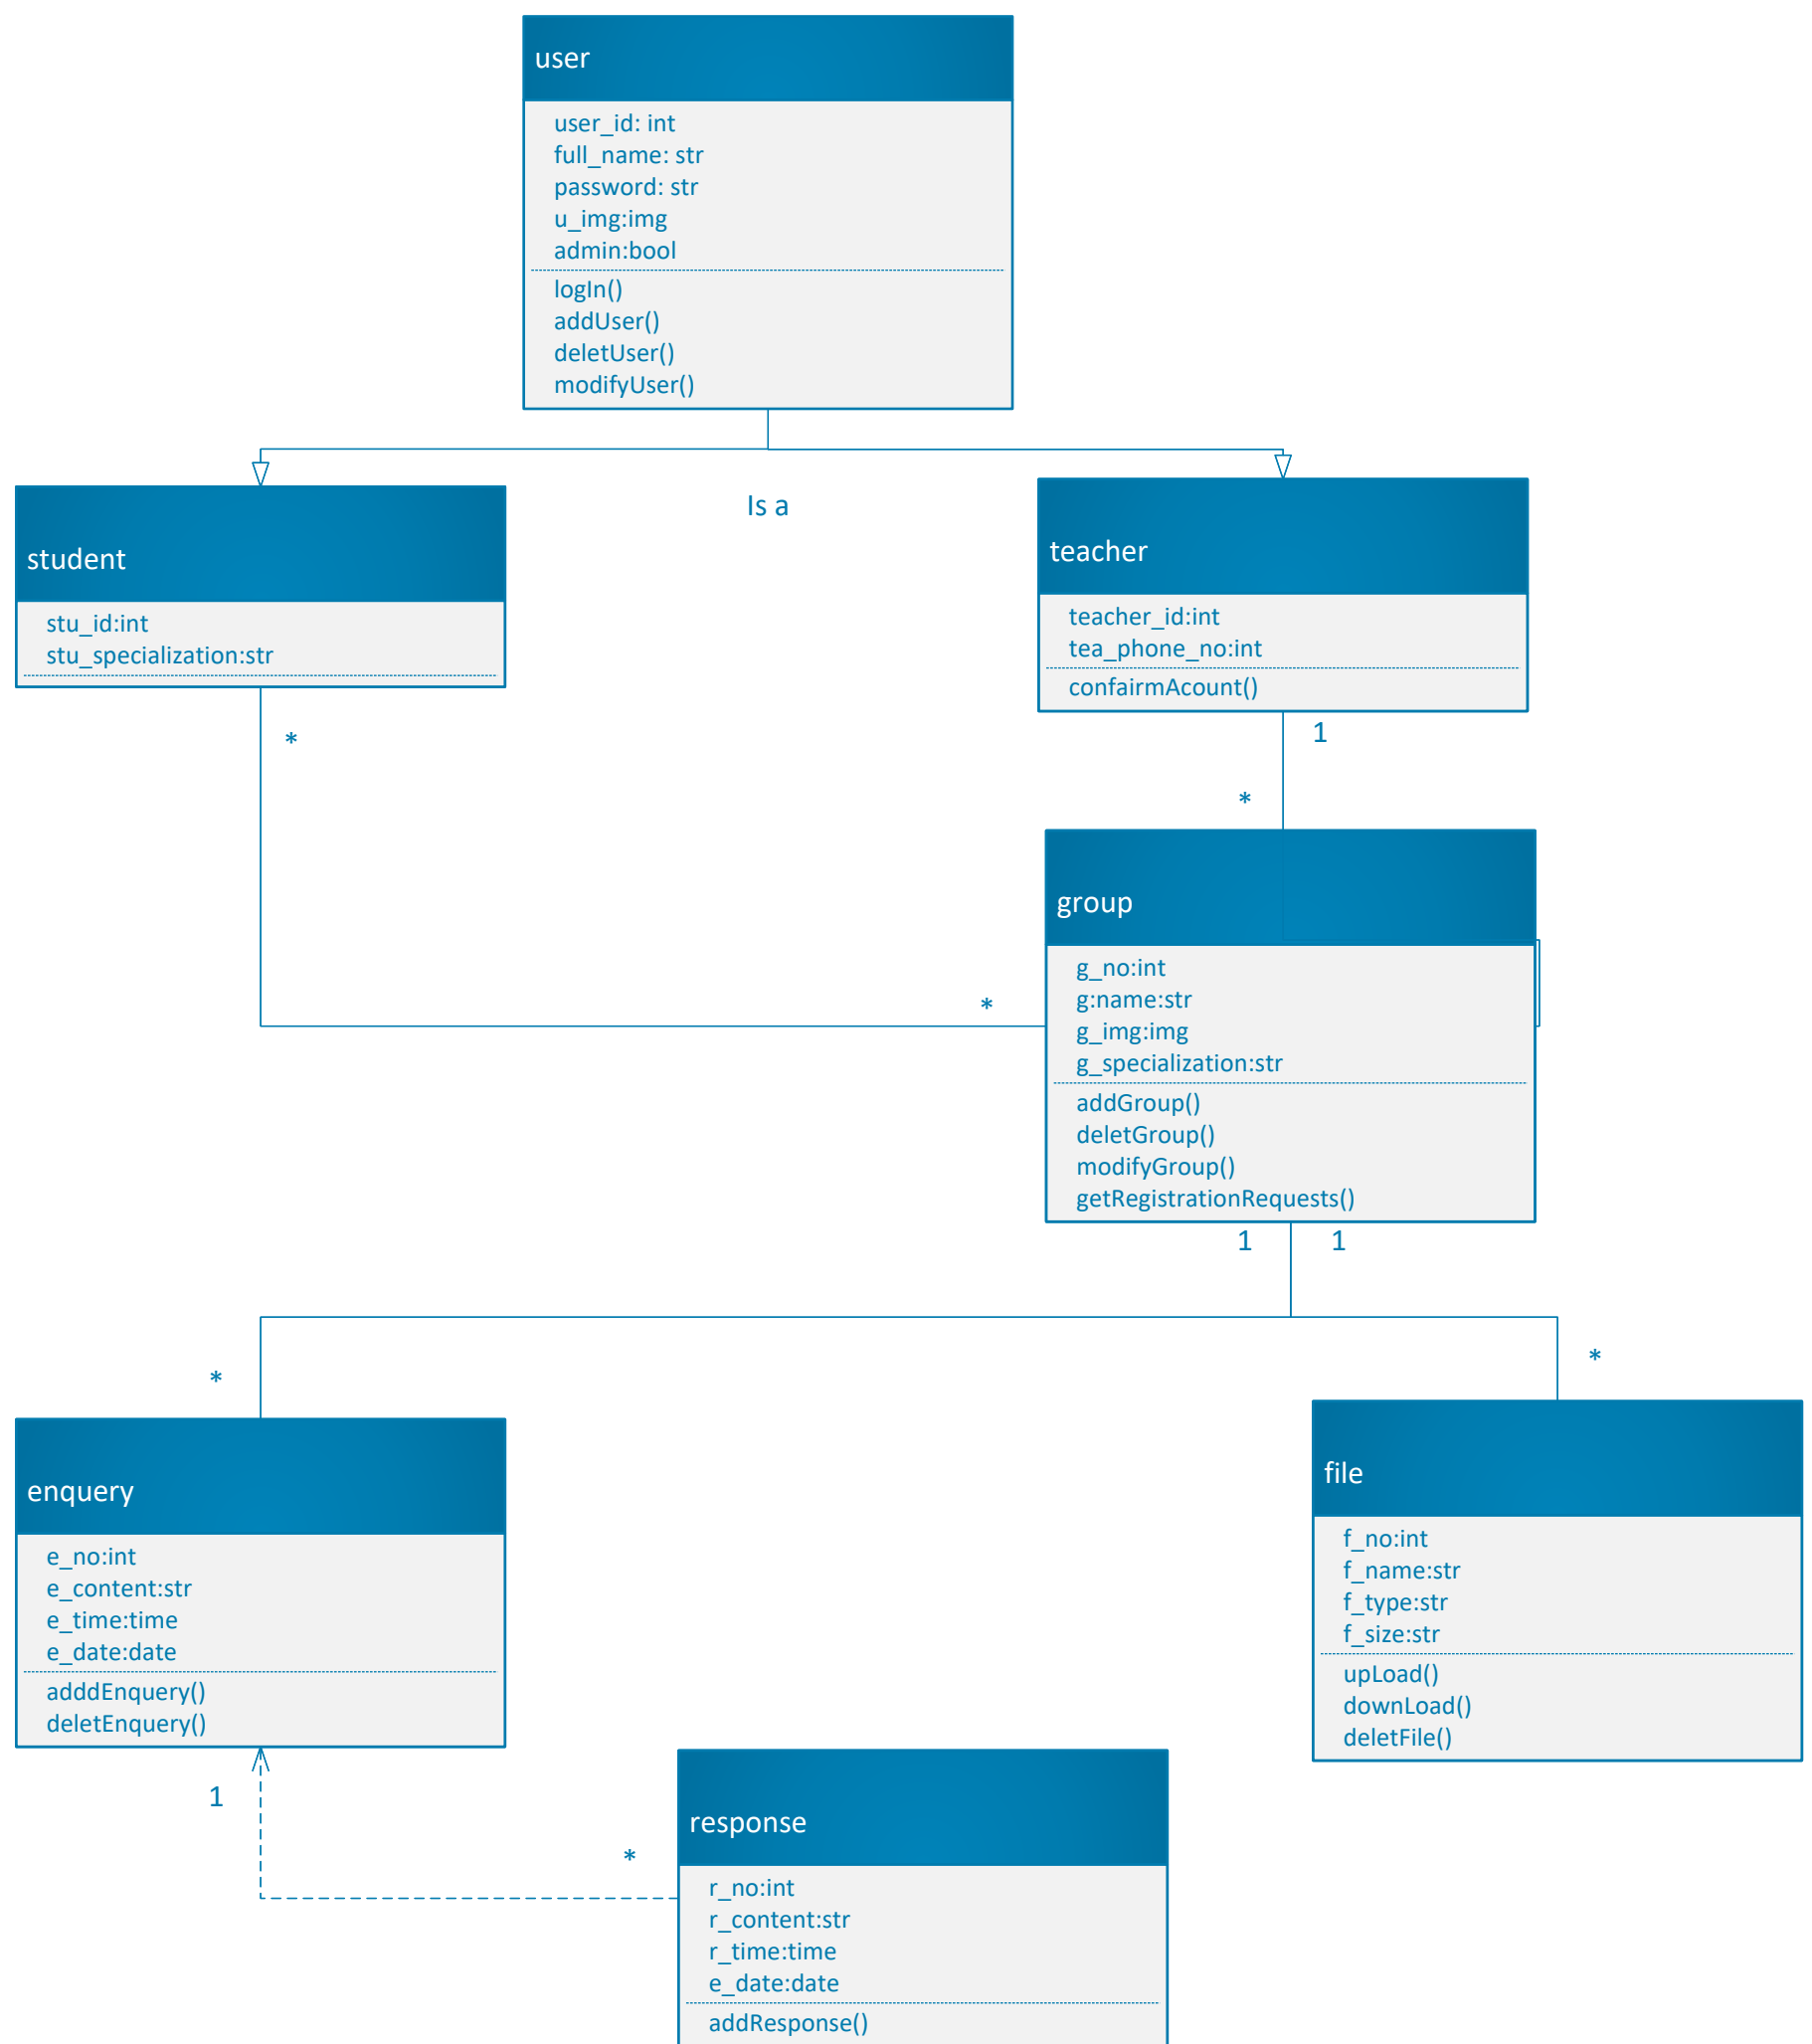 user
user_id: int
full_name: str
password: str
u_img:img
admin:bool
logIn()
addUser()
deletUser()
modifyUser()
Is a
student
stu_id:int
stu_specialization:str
*
teacher
teacher_id:int
tea_phone_no:int
confairmAcount()
1
*
*
group
g_no:int
g:name:str
g_img:img
g_specialization:str
addGroup()
deletGroup()
modifyGroup()
getRegistrationRequests()
1 1
*
*
enquery
e_no:int
e_content:str
e_time:time
e_date:date
adddEnquery()
deletEnquery()
file
f_no:int
f_name:str
f_type:str
f_size:str
upLoad()
downLoad()
deletFile()
1
*
response
r_no:int
r_content:str
r_time:time
e_date:date
addResponse()